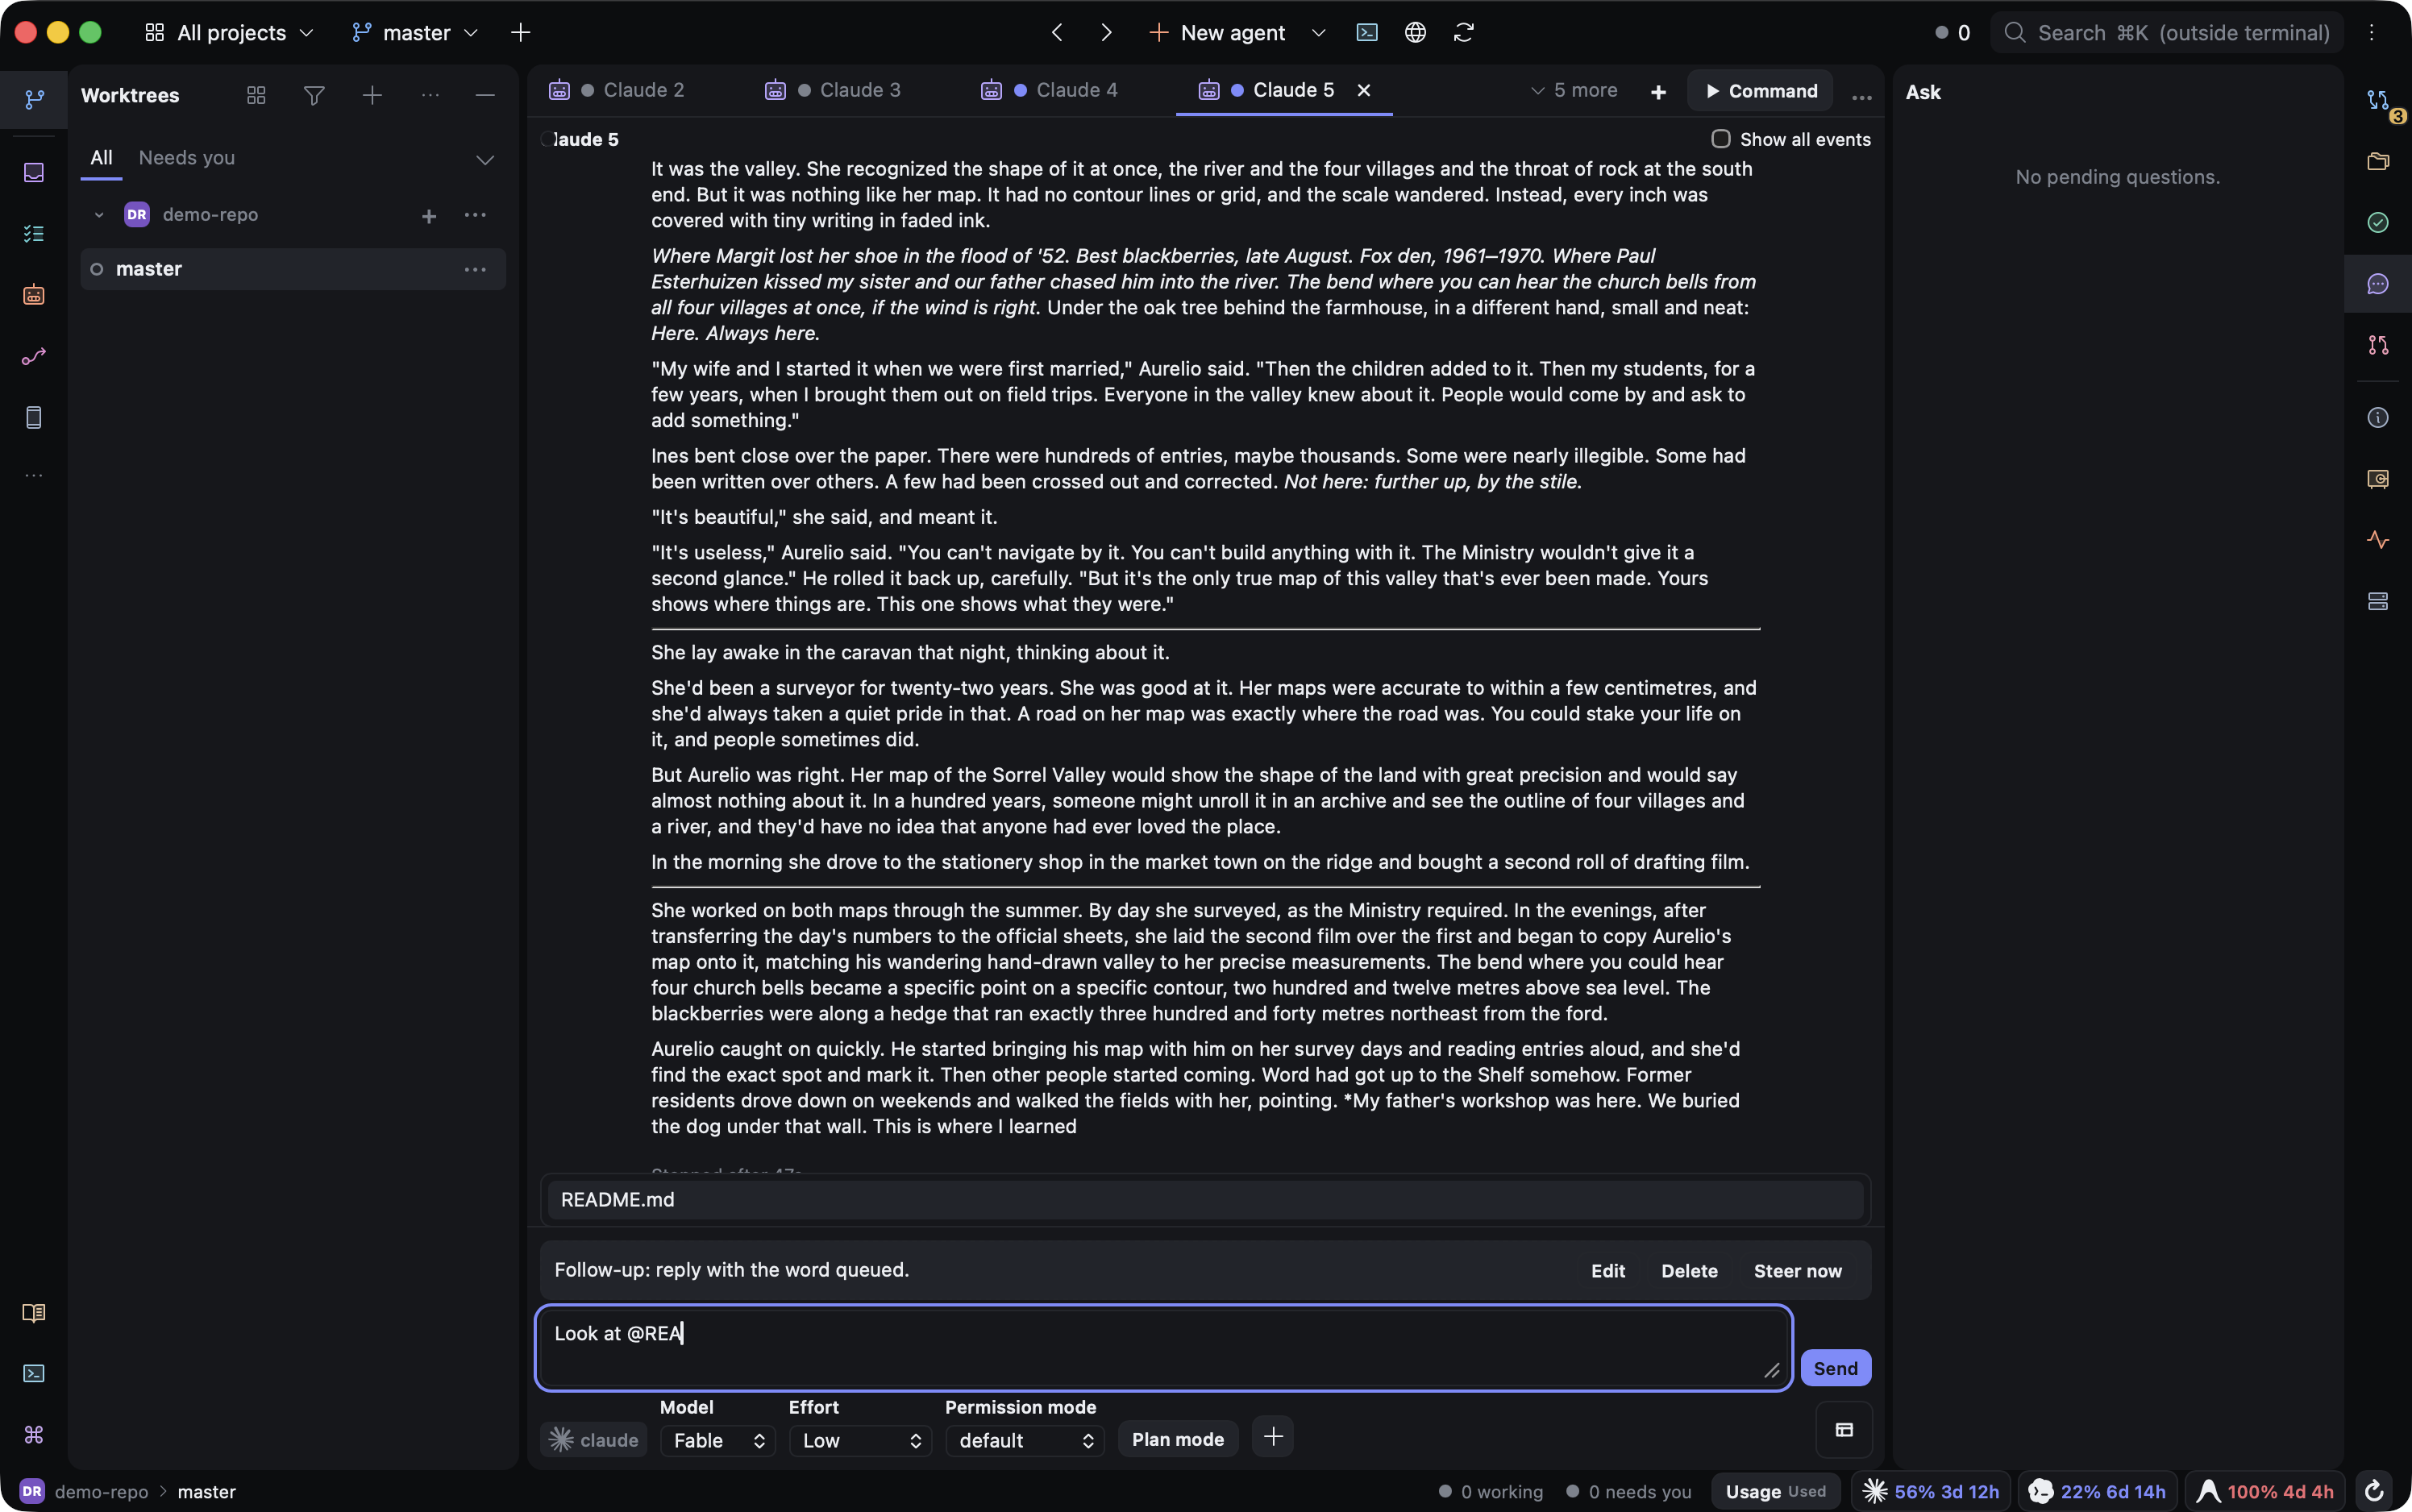 All projects
master
New agent
0
Search ⌘K (outside terminal)
Worktrees
All
Needs you
DR demo-repo
master
Claude 2
Claude 3
Claude 4
Claude 5
5 more
Command
laude 5
Show all events
It was the valley. She recognized the shape of it at once, the river and the four villages and the throat of rock at the south
end. But it was nothing like her map. It had no contour lines or grid, and the scale wandered. Instead, every inch was
covered with tiny writing in faded ink.
Where Margit lost her shoe in the flood of '52. Best blackberries, late August. Fox den, 1961–1970. Where Paul
Esterhuizen kissed my sister and our father chased him into the river. The bend where you can hear the church bells from
all four villages at once, if the wind is right. Under the oak tree behind the farmhouse, in a different hand, small and neat:
Here. Always here.
"My wife and I started it when we were first married," Aurelio said. "Then the children added to it. Then my students, for a
few years, when I brought them out on field trips. Everyone in the valley knew about it. People would come by and ask to
add something."
Ines bent close over the paper. There were hundreds of entries, maybe thousands. Some were nearly illegible. Some had
been written over others. A few had been crossed out and corrected. Not here: further up, by the stile.
"It's beautiful," she said, and meant it.
"It's useless," Aurelio said. "You can't navigate by it. You can't build anything with it. The Ministry wouldn't give it a
second glance." He rolled it back up, carefully. "But it's the only true map of this valley that's ever been made. Yours
shows where things are. This one shows what they were."
She lay awake in the caravan that night, thinking about it.
She'd been a surveyor for twenty-two years. She was good at it. Her maps were accurate to within a few centimetres, and
she'd always taken a quiet pride in that. A road on her map was exactly where the road was. You could stake your life on
it, and people sometimes did.
But Aurelio was right. Her map of the Sorrel Valley would show the shape of the land with great precision and would say
almost nothing about it. In a hundred years, someone might unroll it in an archive and see the outline of four villages and
a river, and they'd have no idea that anyone had ever loved the place.
In the morning she drove to the stationery shop in the market town on the ridge and bought a second roll of drafting film.
She worked on both maps through the summer. By day she surveyed, as the Ministry required. In the evenings, after
transferring the day's numbers to the official sheets, she laid the second film over the first and began to copy Aurelio's
map onto it, matching his wandering hand-drawn valley to her precise measurements. The bend where you could hear
four church bells became a specific point on a specific contour, two hundred and twelve metres above sea level. The
blackberries were along a hedge that ran exactly three hundred and forty metres northeast from the ford.
Aurelio caught on quickly. He started bringing his map with him on her survey days and reading entries aloud, and she'd
find the exact spot and mark it. Then other people started coming. Word had got up to the Shelf somehow. Former
residents drove down on weekends and walked the fields with her, pointing. *My father's workshop was here. We buried
the dog under that wall. This is where I learned
Stopped after 47s
README.md
Follow-up: reply with the word queued.
Edit
Delete
Steer now
Look at @REA
Send
Model
Effort
Permission mode
claude
Fable
Low
default
Plan mode
Ask
3
No pending questions.
DR demo-repo > master
0 working
0 needs you
Usage Used
56% 3d 12h
22% 6d 14h
100% 4d 4h